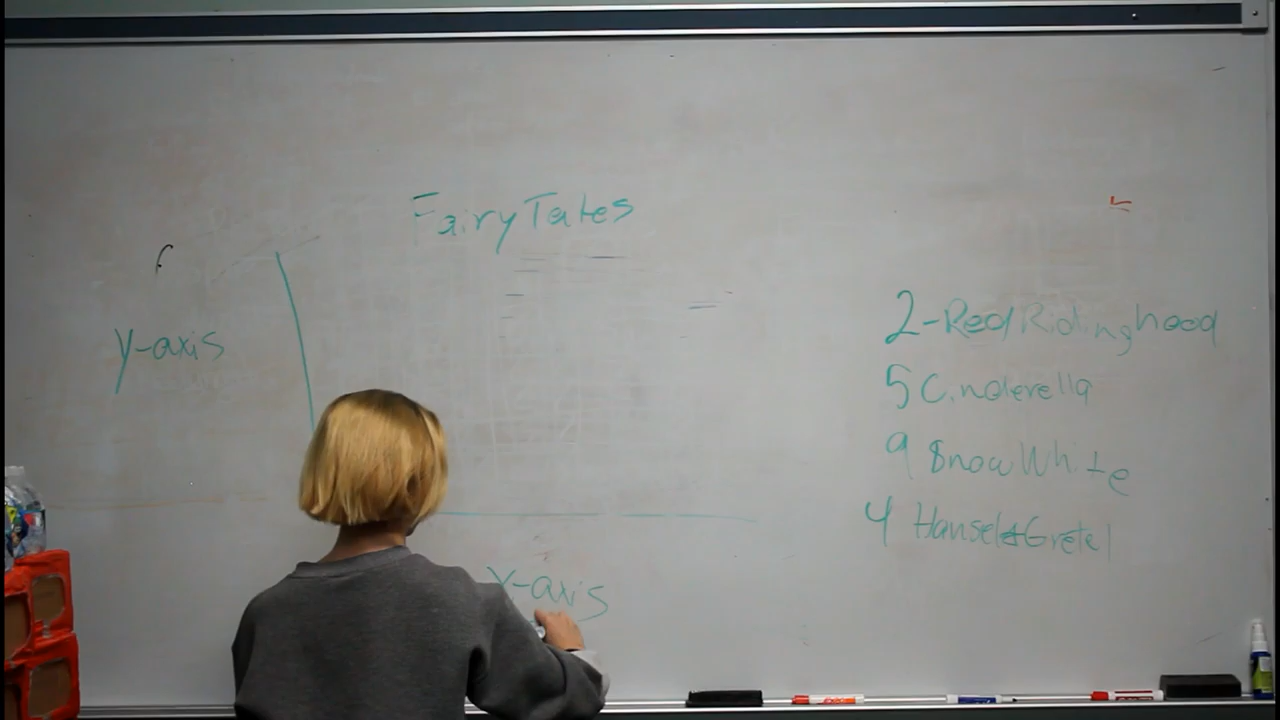 Fairy Tales
y-axis
x-axis
2-Red Riding hood
5 Cinderella
9 Snow White
4 Hansel & Gretel